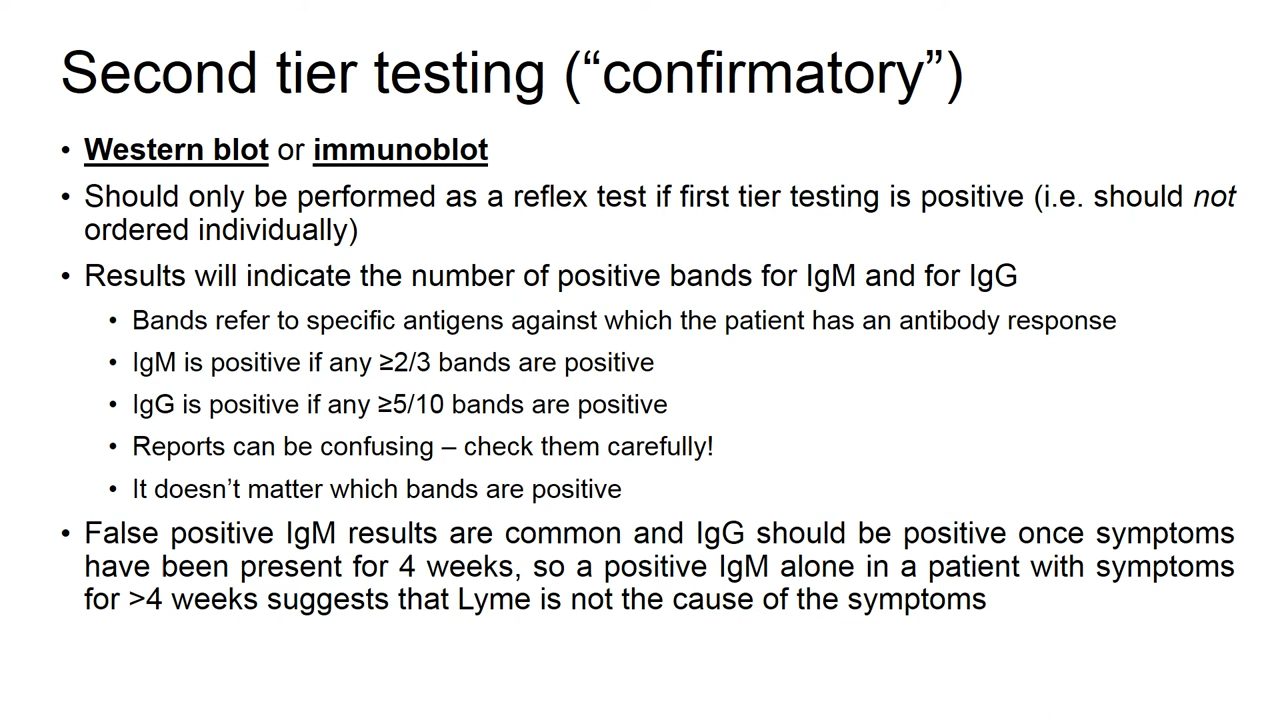 Second tier testing (“confirmatory”)
• Western blot or immunoblot
• Should only be performed as a reflex test if first tier testing is positive (i.e. should not
ordered individually)
• Results will indicate the number of positive bands for IgM and for IgG
• Bands refer to specific antigens against which the patient has an antibody response
• IgM is positive if any ≥2/3 bands are positive
• IgG is positive if any ≥5/10 bands are positive
• Reports can be confusing – check them carefully!
• It doesn’t matter which bands are positive
• False positive IgM results are common and IgG should be positive once symptoms
have been present for 4 weeks, so a positive IgM alone in a patient with symptoms
for >4 weeks suggests that Lyme is not the cause of the symptoms